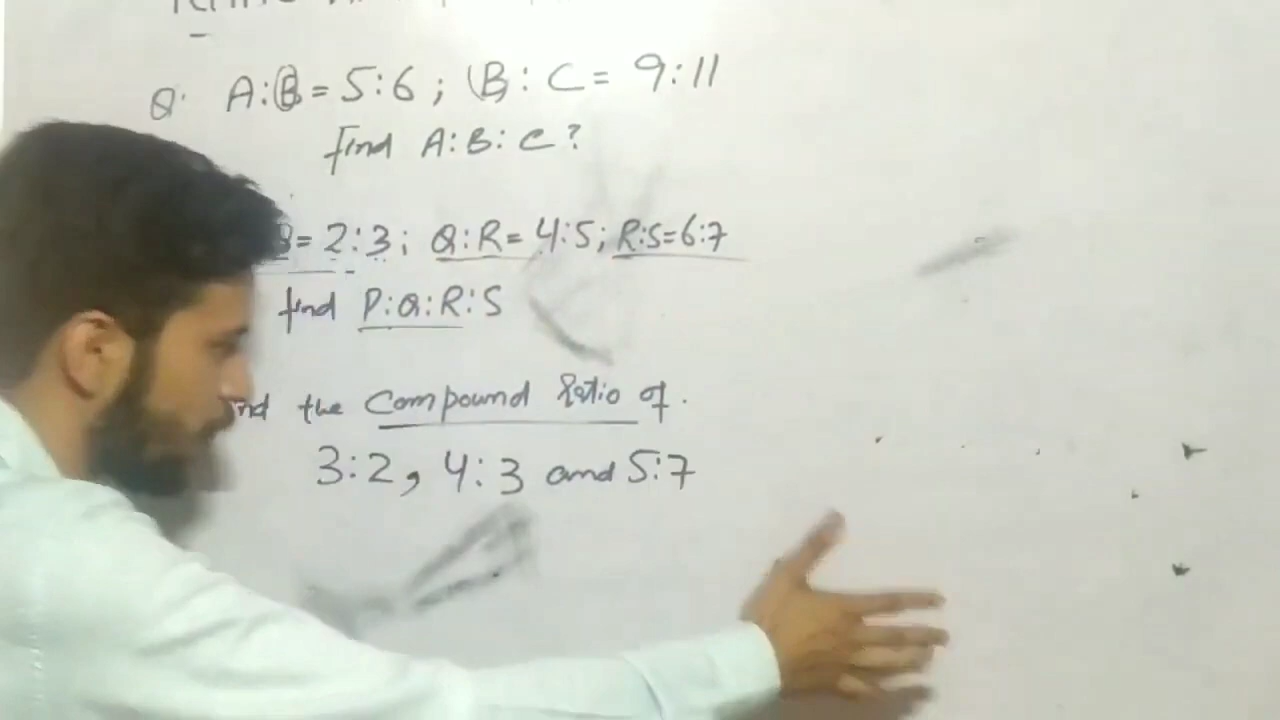 Q. A:B = 5:6 ; B : C = 9:11
find A:B: C ?
= 2:3 ; Q:R = 4:5 ; R:S=6:7
find P:Q:R:S
the Compound Ratio of.
3:2 , 4:3 and 5:7